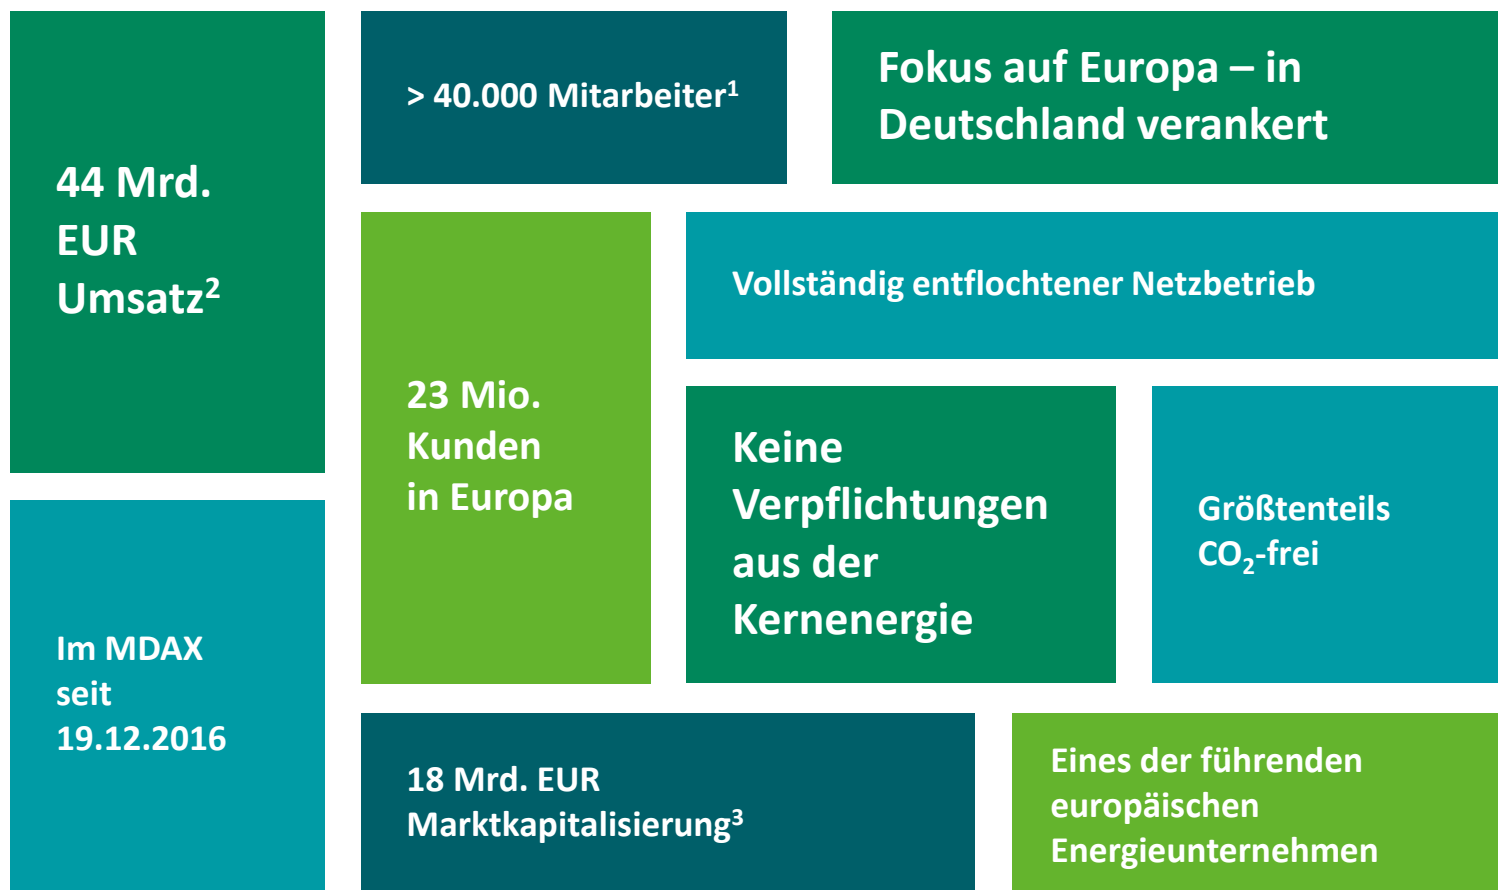 44 Mrd.
EUR
Umsatz²
> 40.000 Mitarbeiter¹
Fokus auf Europa – in
Deutschland verankert
23 Mio.
Kunden
in Europa
Vollständig entflochtener Netzbetrieb
Keine
Verpflichtungen
aus der
Kernenergie
Größtenteils
CO₂-frei
Im MDAX
seit
19.12.2016
18 Mrd. EUR
Marktkapitalisierung³
Eines der führenden
europäischen
Energieunternehmen